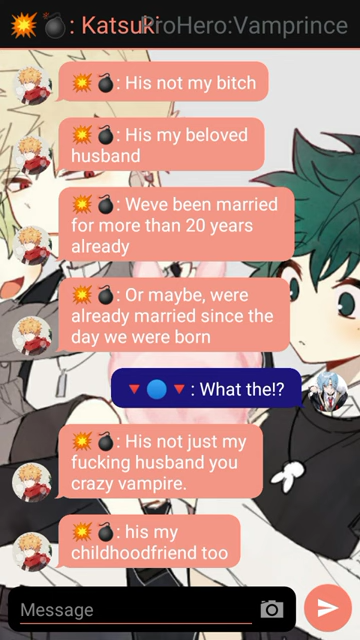 💥💣: Katsuki ProHero:Vamprince
💥💣: His not my bitch
💥💣: His my beloved
husband
💥💣: Weve been married
for more than 20 years
already
💥💣: Or maybe, were
already married since the
day we were born
🔻🔵🔻: What the!?
💥💣: His not just my
fucking husband you
crazy vampire.
💥💣: his my
childhoodfriend too
Message